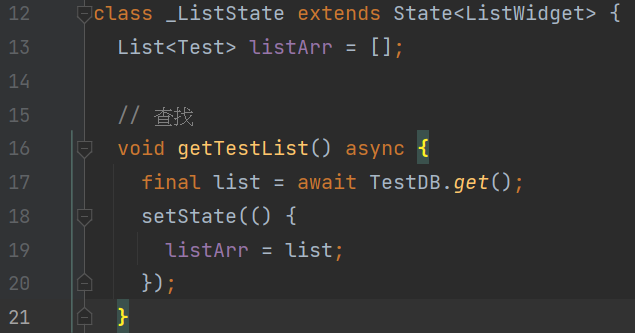 12 class _ListState extends State<ListWidget> {
13 List<Test> listArr = [];
14
15 // 查找
16 void getTestList() async {
17 final list = await TestDB.get();
18 setState(() {
19 listArr = list;
20 });
21 }